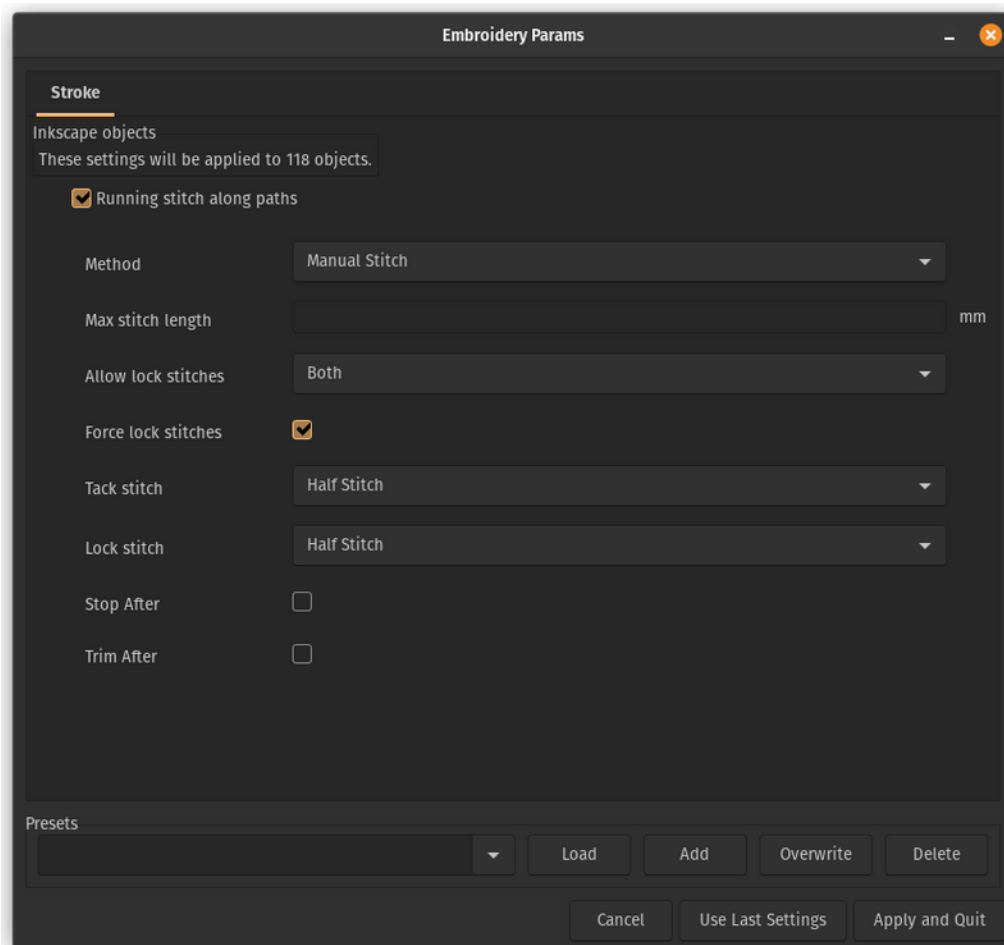 Embroidery Params
Stroke
Inkscape objects
These settings will be applied to 118 objects.
Running stitch along paths
Method Manual Stitch
Max stitch length mm
Allow lock stitches Both
Force lock stitches
Tack stitch Half Stitch
Lock stitch Half Stitch
Stop After
Trim After
Presets
Load Add Overwrite Delete
Cancel Use Last Settings Apply and Quit